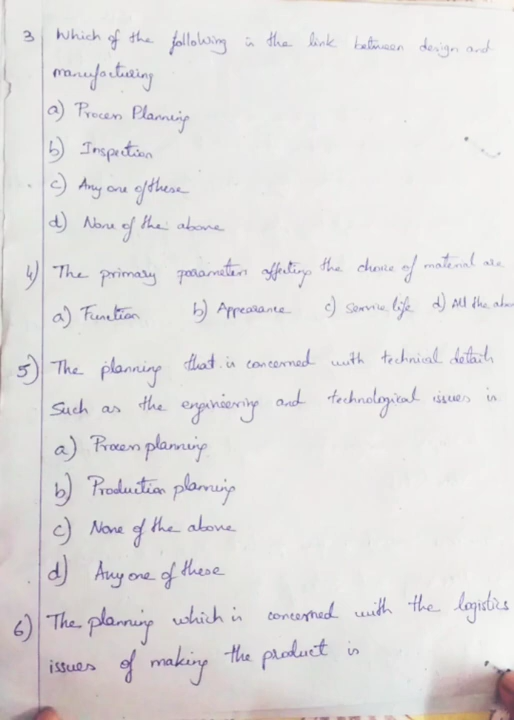 3 Which of the following is the link between design and
manufacturing
a) Process Planning
b) Inspection
c) Any one of these
d) None of the above
4) The primary parameters affecting the choice of material are
a) Function b) Appearance c) Service life d) All the abo
5) The planning that is concerned with technical details
Such as the engineering and technological issues is
a) Process planning
b) Production planning
c) None of the above
d) Any one of these
6) The planning which is concerned with the logistics
issues of making the product is